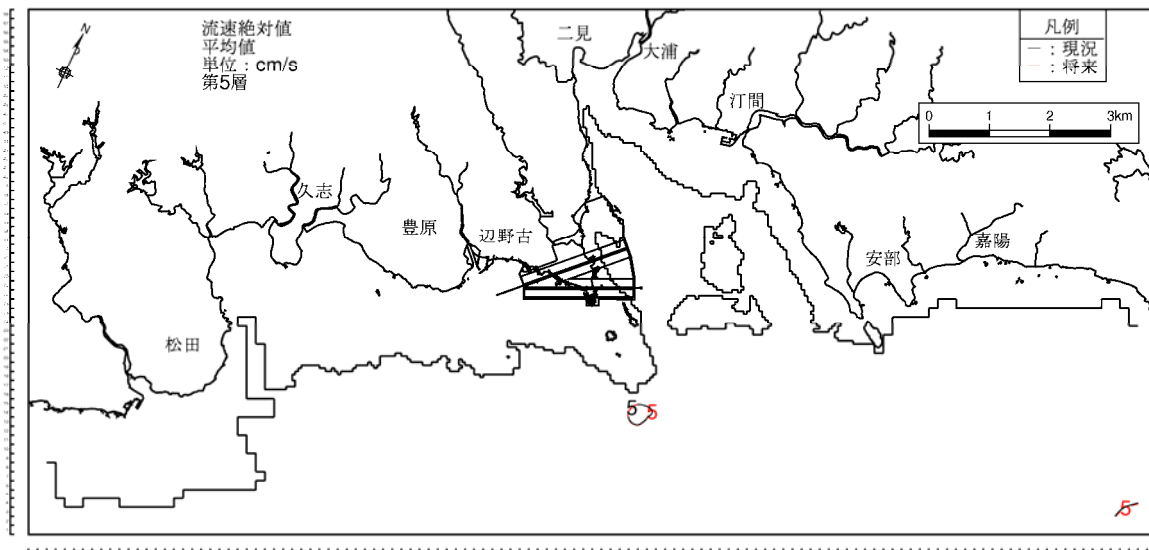 流速絶対値
平均値
単位：cm/s
第5層
N
二見
大浦
汀間
凡例
―：現況
―：将来
0 1 2 3km
久志
豊原
辺野古
安部
嘉陽
松田
5 5
5